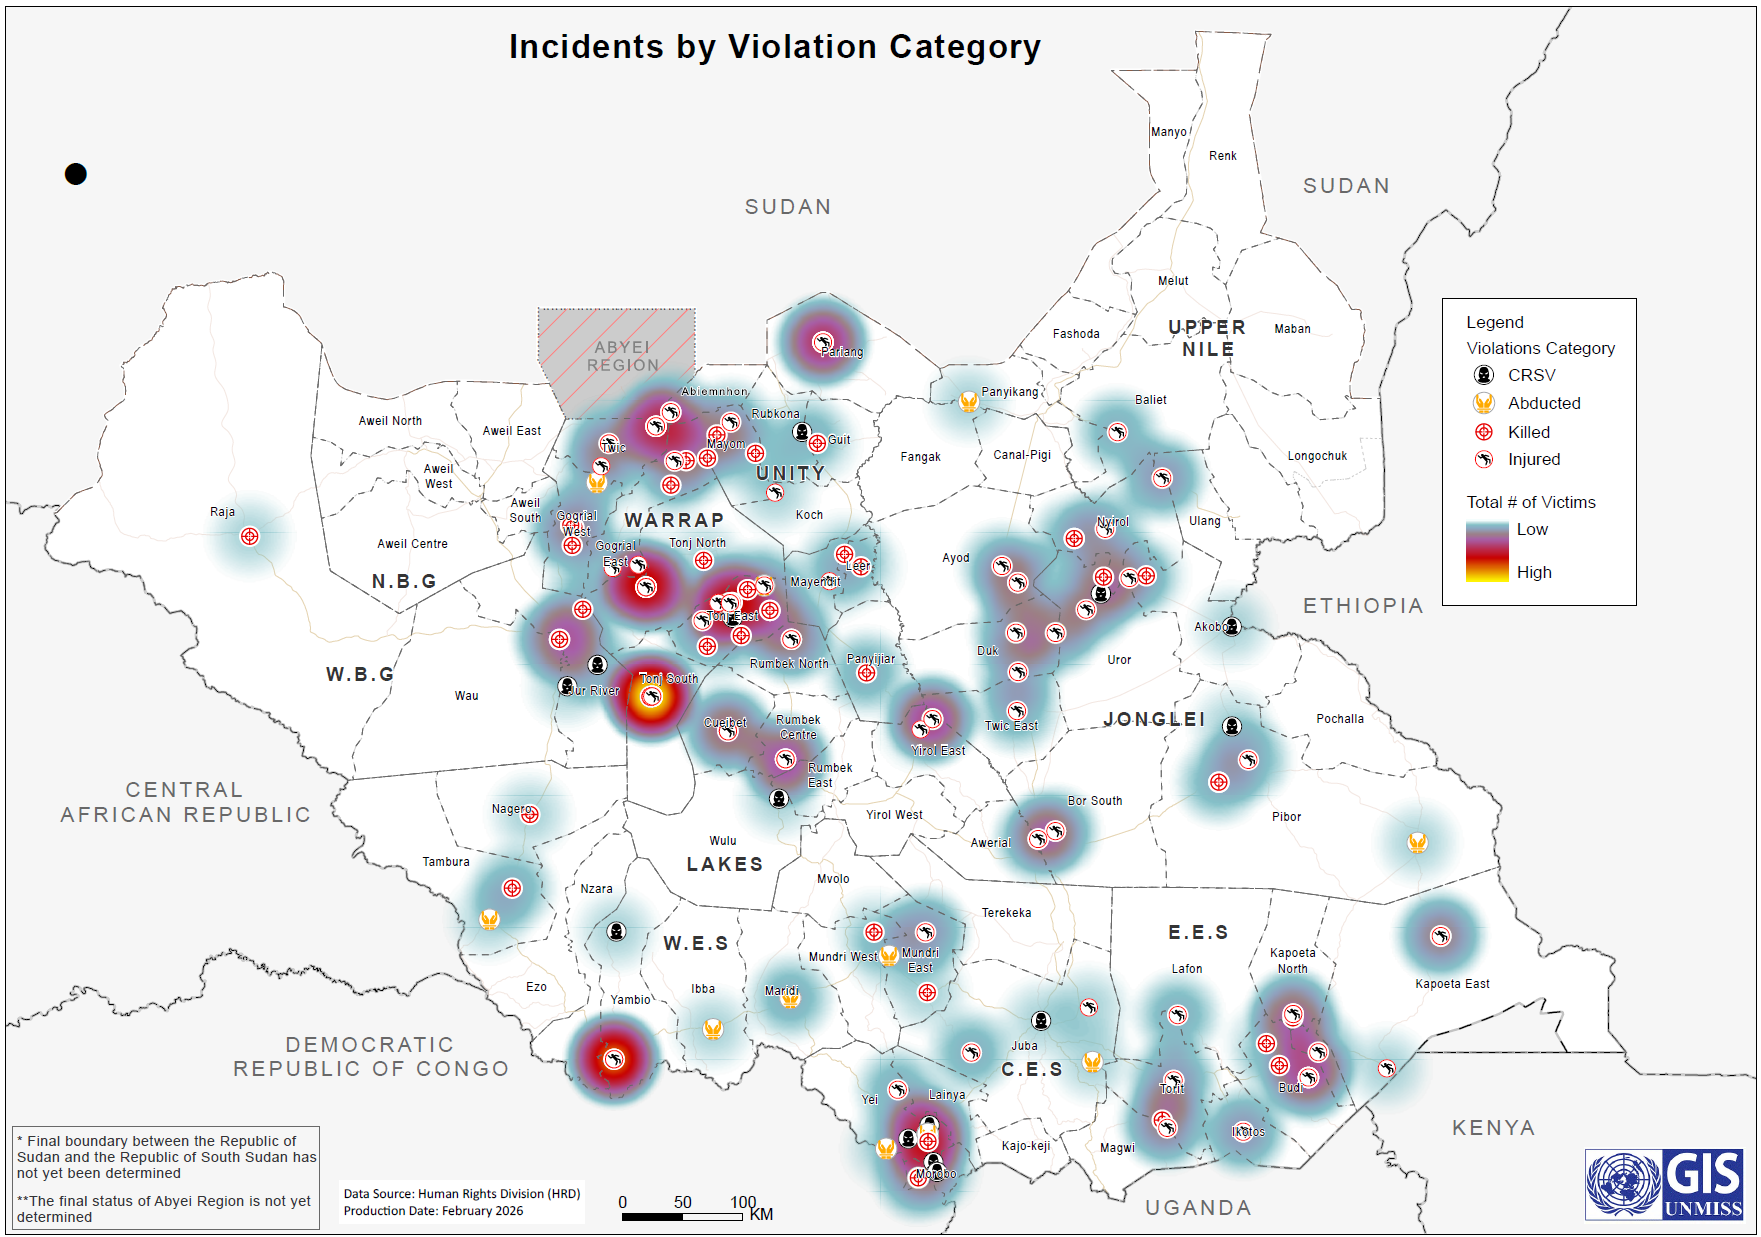 Incidents by Violation Category
Manyo
Renk
SUDAN
SUDAN
Melut
Fashoda
UPPER
NILE
Maban
ABYEI
REGION
Pariang
Abiemnhon
Panyikang
Baliet
Aweil North
Aweil East
Rubkona
Twic
Mayom
Guit
Fangak
Canal-Pigi
Longochuk
Aweil
West
UNITY
Aweil
South
Gogrial
West
WARRAP
Koch
Nyirol
Ulang
Raja
Aweil Centre
Gogrial
East
Tonj North
Ayod
Leer
Mayendit
N.B.G
ETHIOPIA
Tonj East
Akobo
Duk
Uror
Rumbek North
Panyijiar
W.B.G
Wau
Jur River
Tonj South
Cueibet
Rumbek
Centre
Twic East
JONGLEI
Pochalla
Yirol East
Rumbek
East
CENTRAL
AFRICAN REPUBLIC
Nagero
Bor South
Yirol West
Pibor
Wulu
Awerial
LAKES
Tambura
Nzara
Mvolo
Terekeka
W.E.S
E.E.S
Mundri West
Mundri
East
Kapoeta
North
Lafon
Kapoeta East
Ezo
Yambio
Ibba
Maridi
DEMOCRATIC
REPUBLIC OF CONGO
Juba
C.E.S
Yei
Lainya
Torit
Budi
Ikotos
Kajo-keji
Magwi
Morobo
KENYA
UGANDA
Legend
Violations Category
CRSV
Abducted
Killed
Injured
Total # of Victims
Low
High
* Final boundary between the Republic of
Sudan and the Republic of South Sudan has
not yet been determined
**The final status of Abyei Region is not yet
determined
Data Source: Human Rights Division (HRD)
Production Date: February 2026
0 50 100
KM
GIS
UNMISS